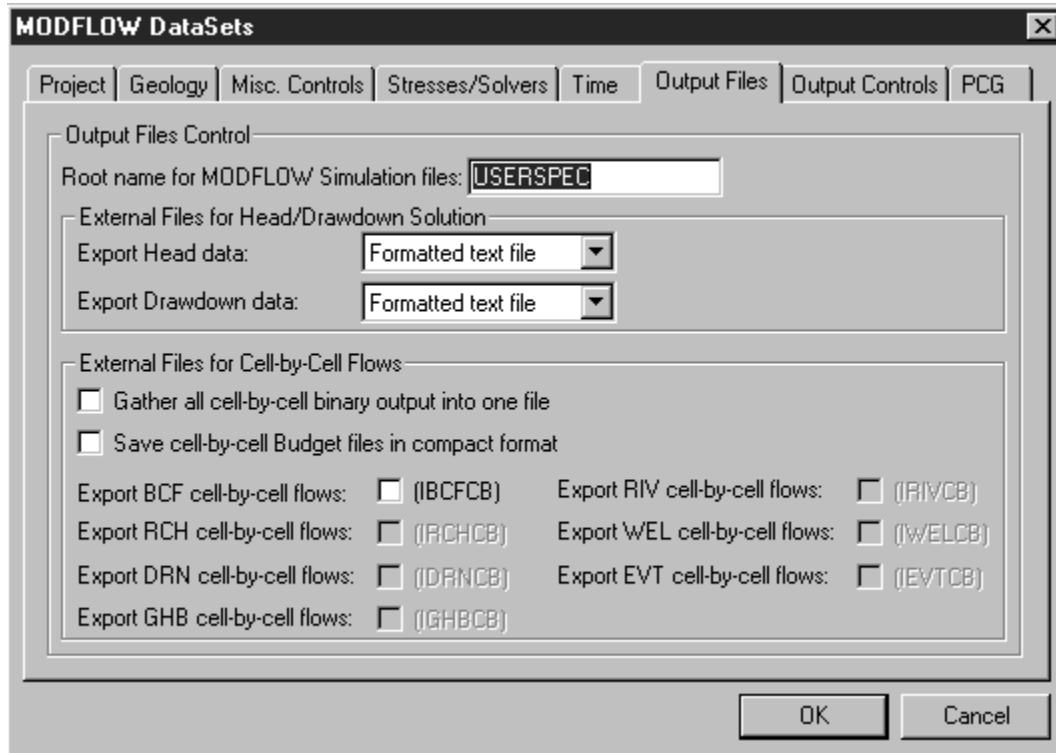 MODFLOW DataSets
Project Geology Misc. Controls Stresses/Solvers Time Output Files Output Controls PCG
Output Files Control
Root name for MODFLOW Simulation files: USERSPEC
External Files for Head/Drawdown Solution
Export Head data: Formatted text file
Export Drawdown data: Formatted text file
External Files for Cell-by-Cell Flows
Gather all cell-by-cell binary output into one file
Save cell-by-cell Budget files in compact format
Export BCF cell-by-cell flows: (IBCFCB) Export RIV cell-by-cell flows: (IRIVCB)
Export RCH cell-by-cell flows: (IRCHCB) Export WEL cell-by-cell flows: (IWELCB)
Export DRN cell-by-cell flows: (IDRNCB) Export EVT cell-by-cell flows: (IEVTCB)
Export GHB cell-by-cell flows: (IGHBCB)
OK Cancel